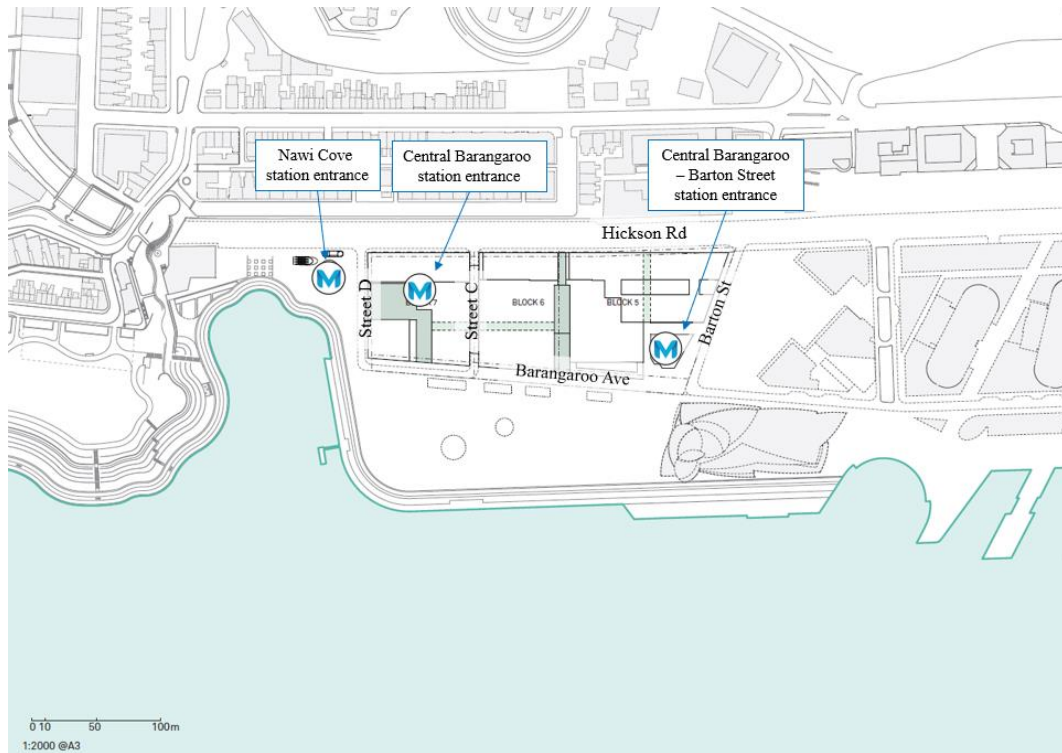 Nawi Cove
station entrance
Central Barangaroo
station entrance
Central Barangaroo
– Barton Street
station entrance
Hickson Rd
M
M
M
Street D
Street C
BLOCK 6
BLOCK 5
Barton St
Barangaroo Ave
0 10 50 100m
1:2000 @A3